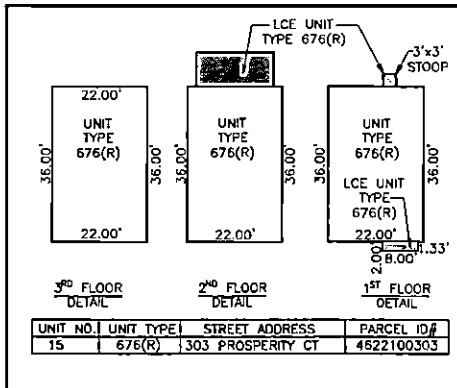 LCE UNIT
TYPE 676(R)
3'x3'
STOOP
22.00'
UNIT
TYPE
676(R)
36.00'
36.00'
22.00'
3RD FLOOR
DETAIL
UNIT
TYPE
676(R)
36.00'
36.00'
22.00'
2ND FLOOR
DETAIL
UNIT
TYPE
676(R)
36.00'
36.00'
LCE UNIT
TYPE
676(R)
22.00'
2.00'
8.00'
1.33'
1ST FLOOR
DETAIL
UNIT NO. UNIT TYPE STREET ADDRESS PARCEL ID#
15 676(R) 303 PROSPERITY CT 4622100303